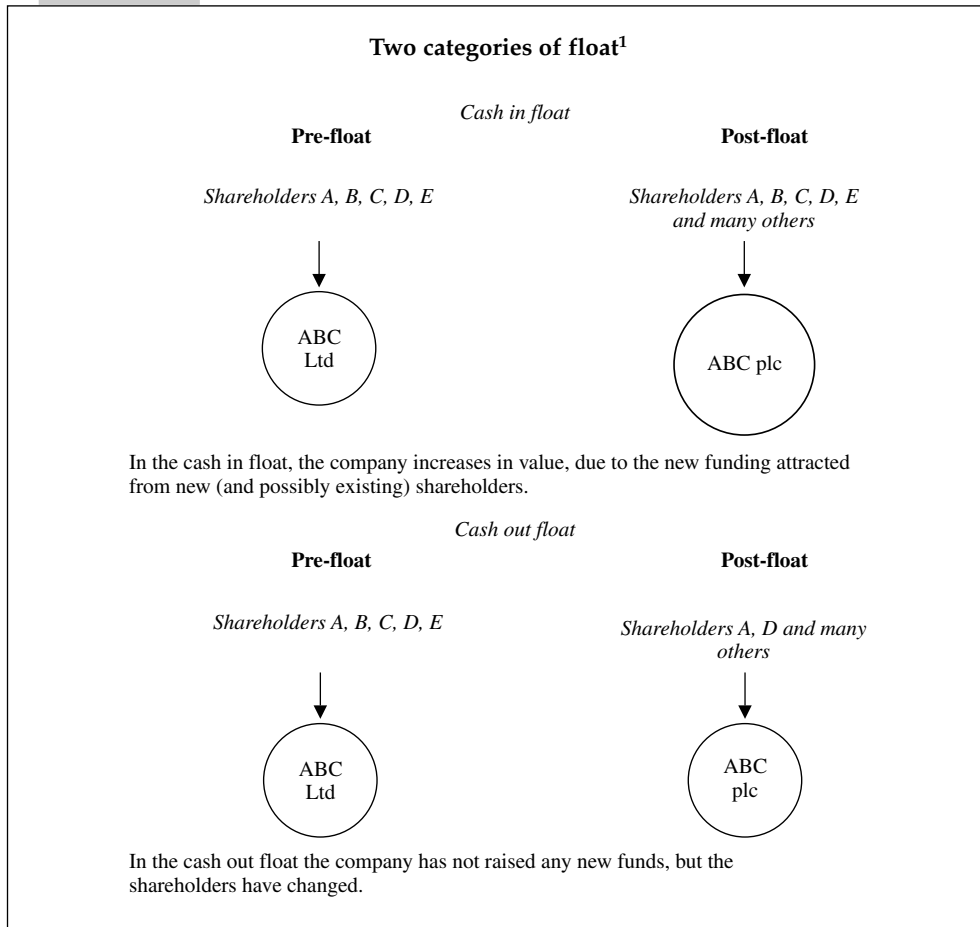 Two categories of float¹
Cash in float
Pre-float
Post-float
Shareholders A, B, C, D, E
Shareholders A, B, C, D, E
and many others
ABC
Ltd
ABC plc
In the cash in float, the company increases in value, due to the new funding attracted
from new (and possibly existing) shareholders.
Cash out float
Pre-float
Post-float
Shareholders A, B, C, D, E
Shareholders A, D and many
others
ABC
Ltd
ABC
plc
In the cash out float the company has not raised any new funds, but the
shareholders have changed.